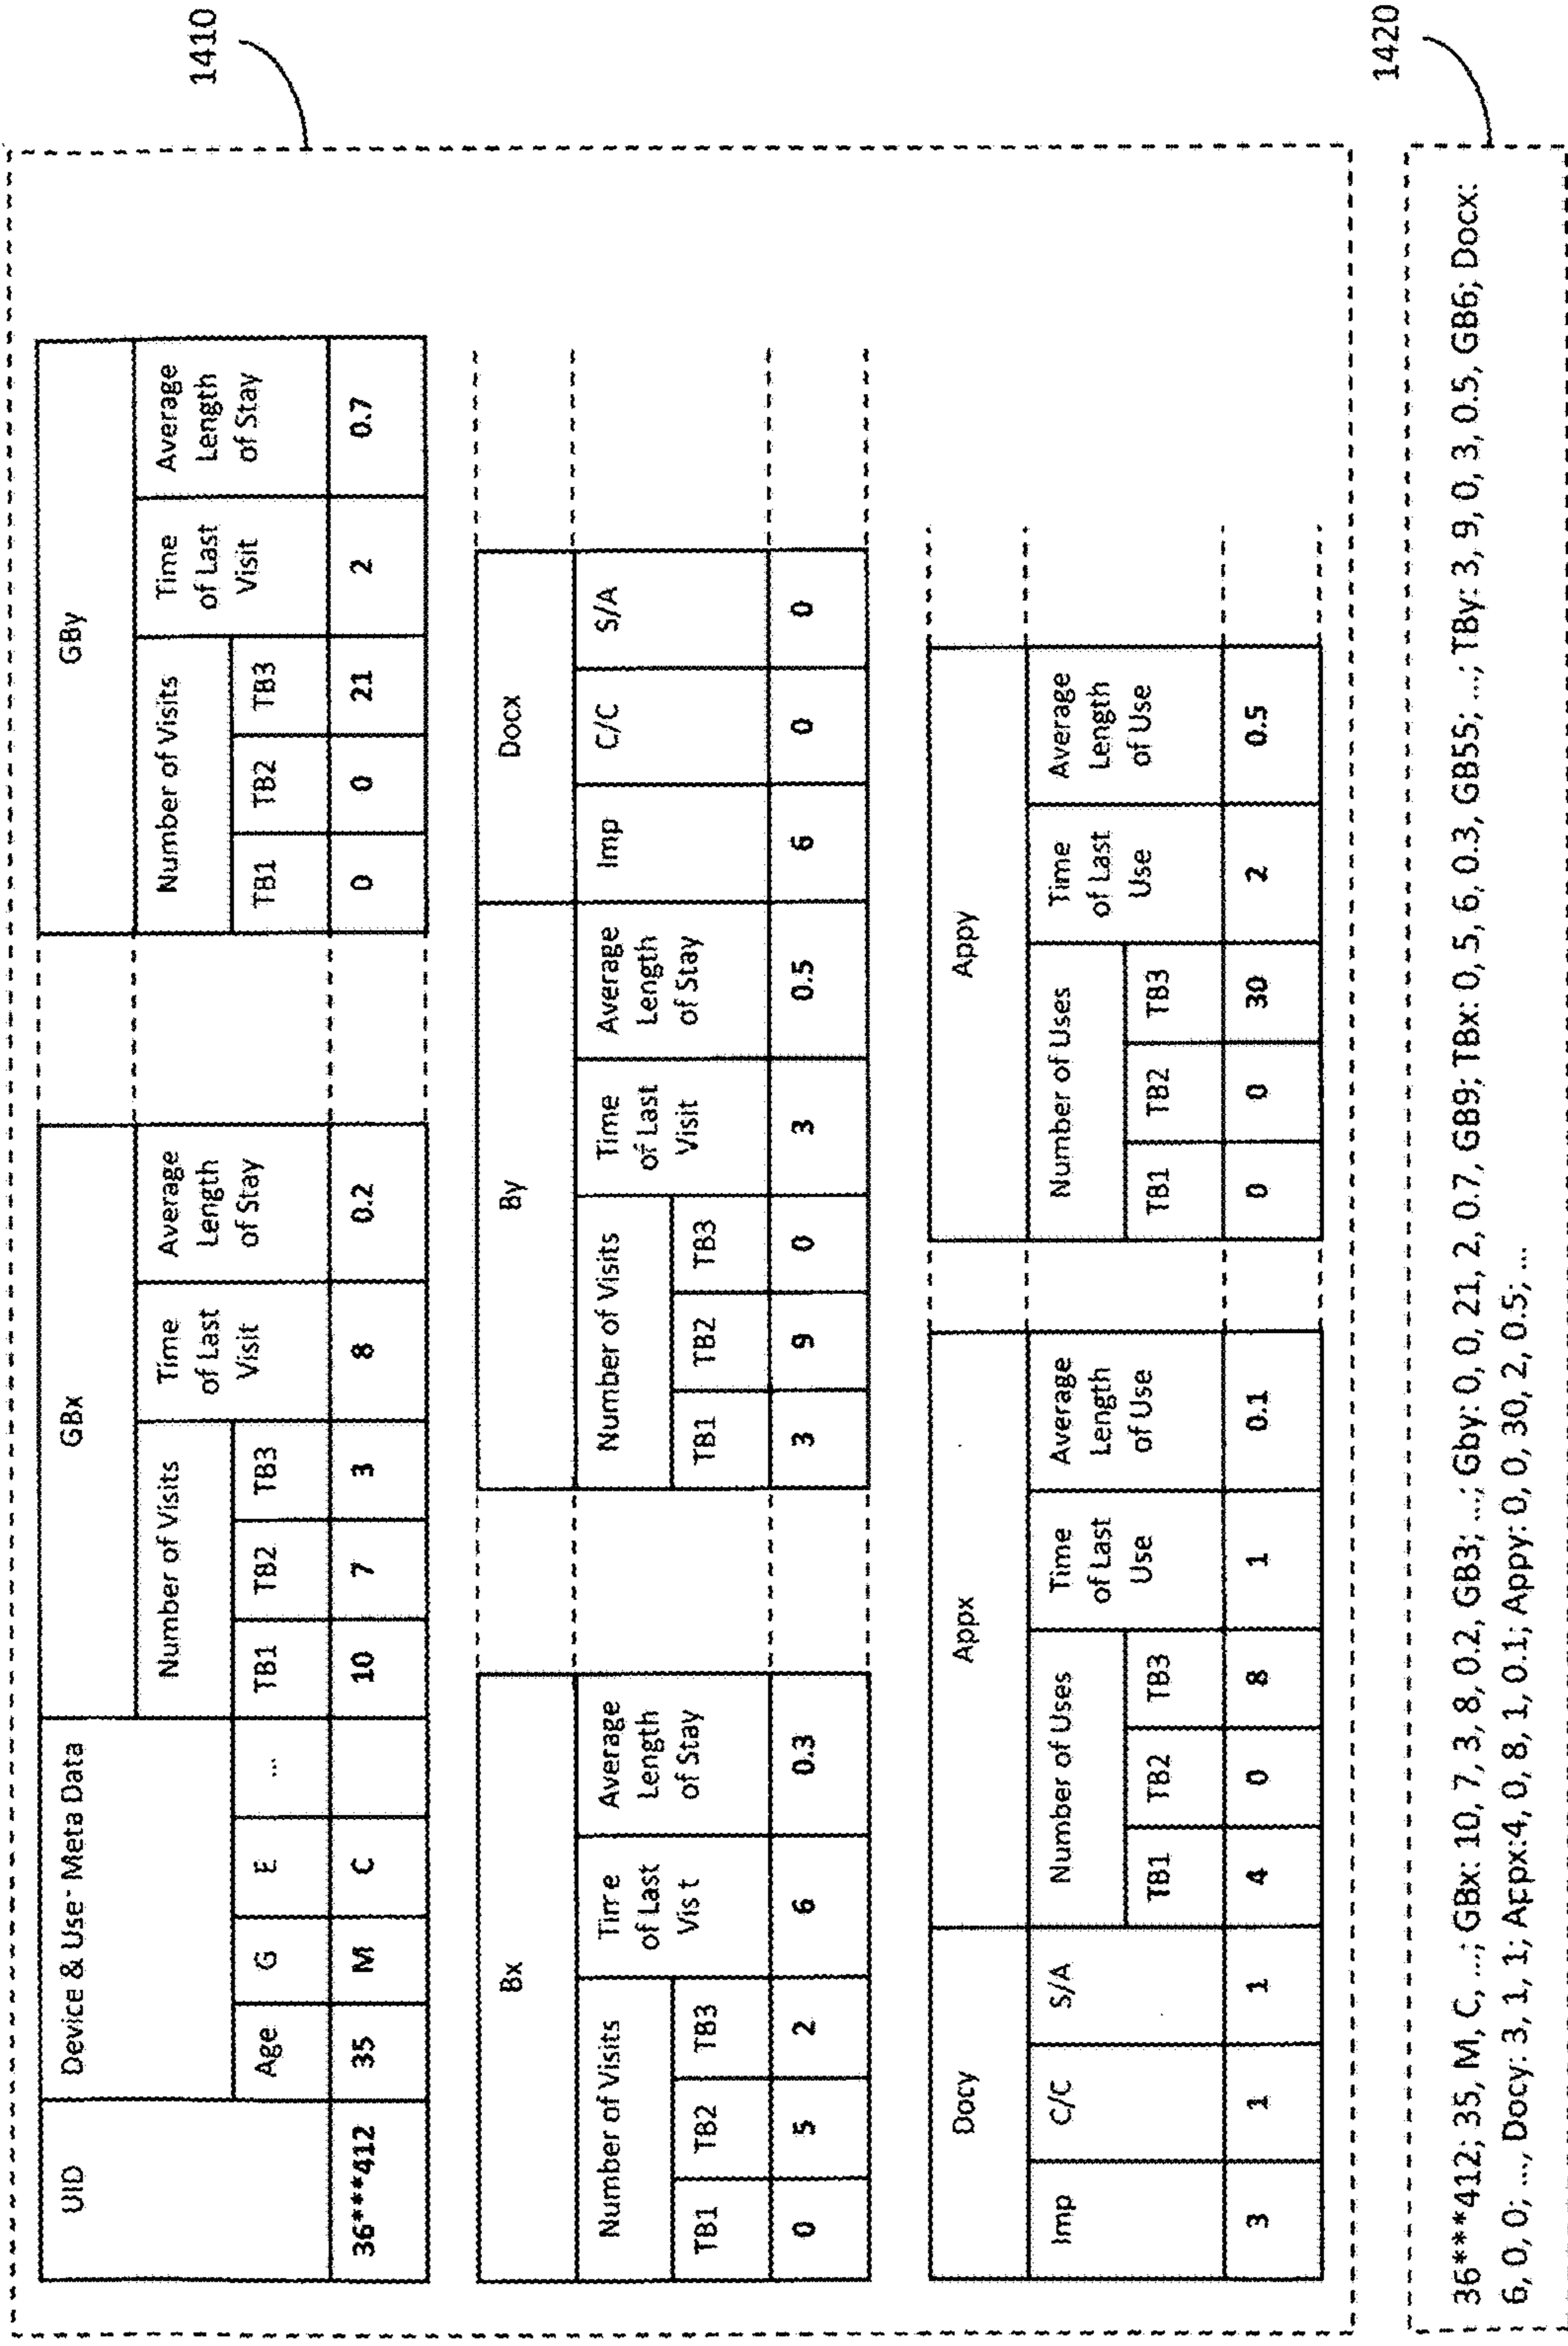 1410
UID
Device & Use- Meta Data
GBx
GBy
Number of Visits
Time of Last Visit
Average Length of Stay
Number of Visits
Time of Last Visit
Average Length of Stay
Age G E ... TB1 TB2 TB3 TB1 TB2 TB3
36***412 35 M C 10 7 3 8 0.2 0 0 21 2 0.7
Bx
By
Docx
Number of Visits
Time of Last Vis t
Average Length of Stay
Number of Visits
Time of Last Visit
Average Length of Stay
Imp C/C S/A
TB1 TB2 TB3 TB1 TB2 TB3
0 5 2 6 0.3 3 9 0 3 0.5 6 0 0
Docy
Appx
Appy
Imp C/C S/A
Number of Uses
Time of Last Use
Average Length of Use
Number of Uses
Time of Last Use
Average Length of Use
TB1 TB2 TB3 TB1 TB2 TB3
3 1 1 4 0 8 1 0.1 0 0 30 2 0.5
1420
36***412; 35, M, C, ...; GBx: 10, 7, 3, 8, 0.2, GB3; ...; Gby: 0, 0, 21, 2, 0.7, GB9; TBx: 0, 5, 6, 0.3, GB55; ...; TBy: 3, 9, 0, 3, 0.5, GB6; Docx:
6, 0, 0; ..., Docy: 3, 1, 1; Appx:4, 0, 8, 1, 0.1; Appy: 0, 0, 30, 2, 0.5; ...